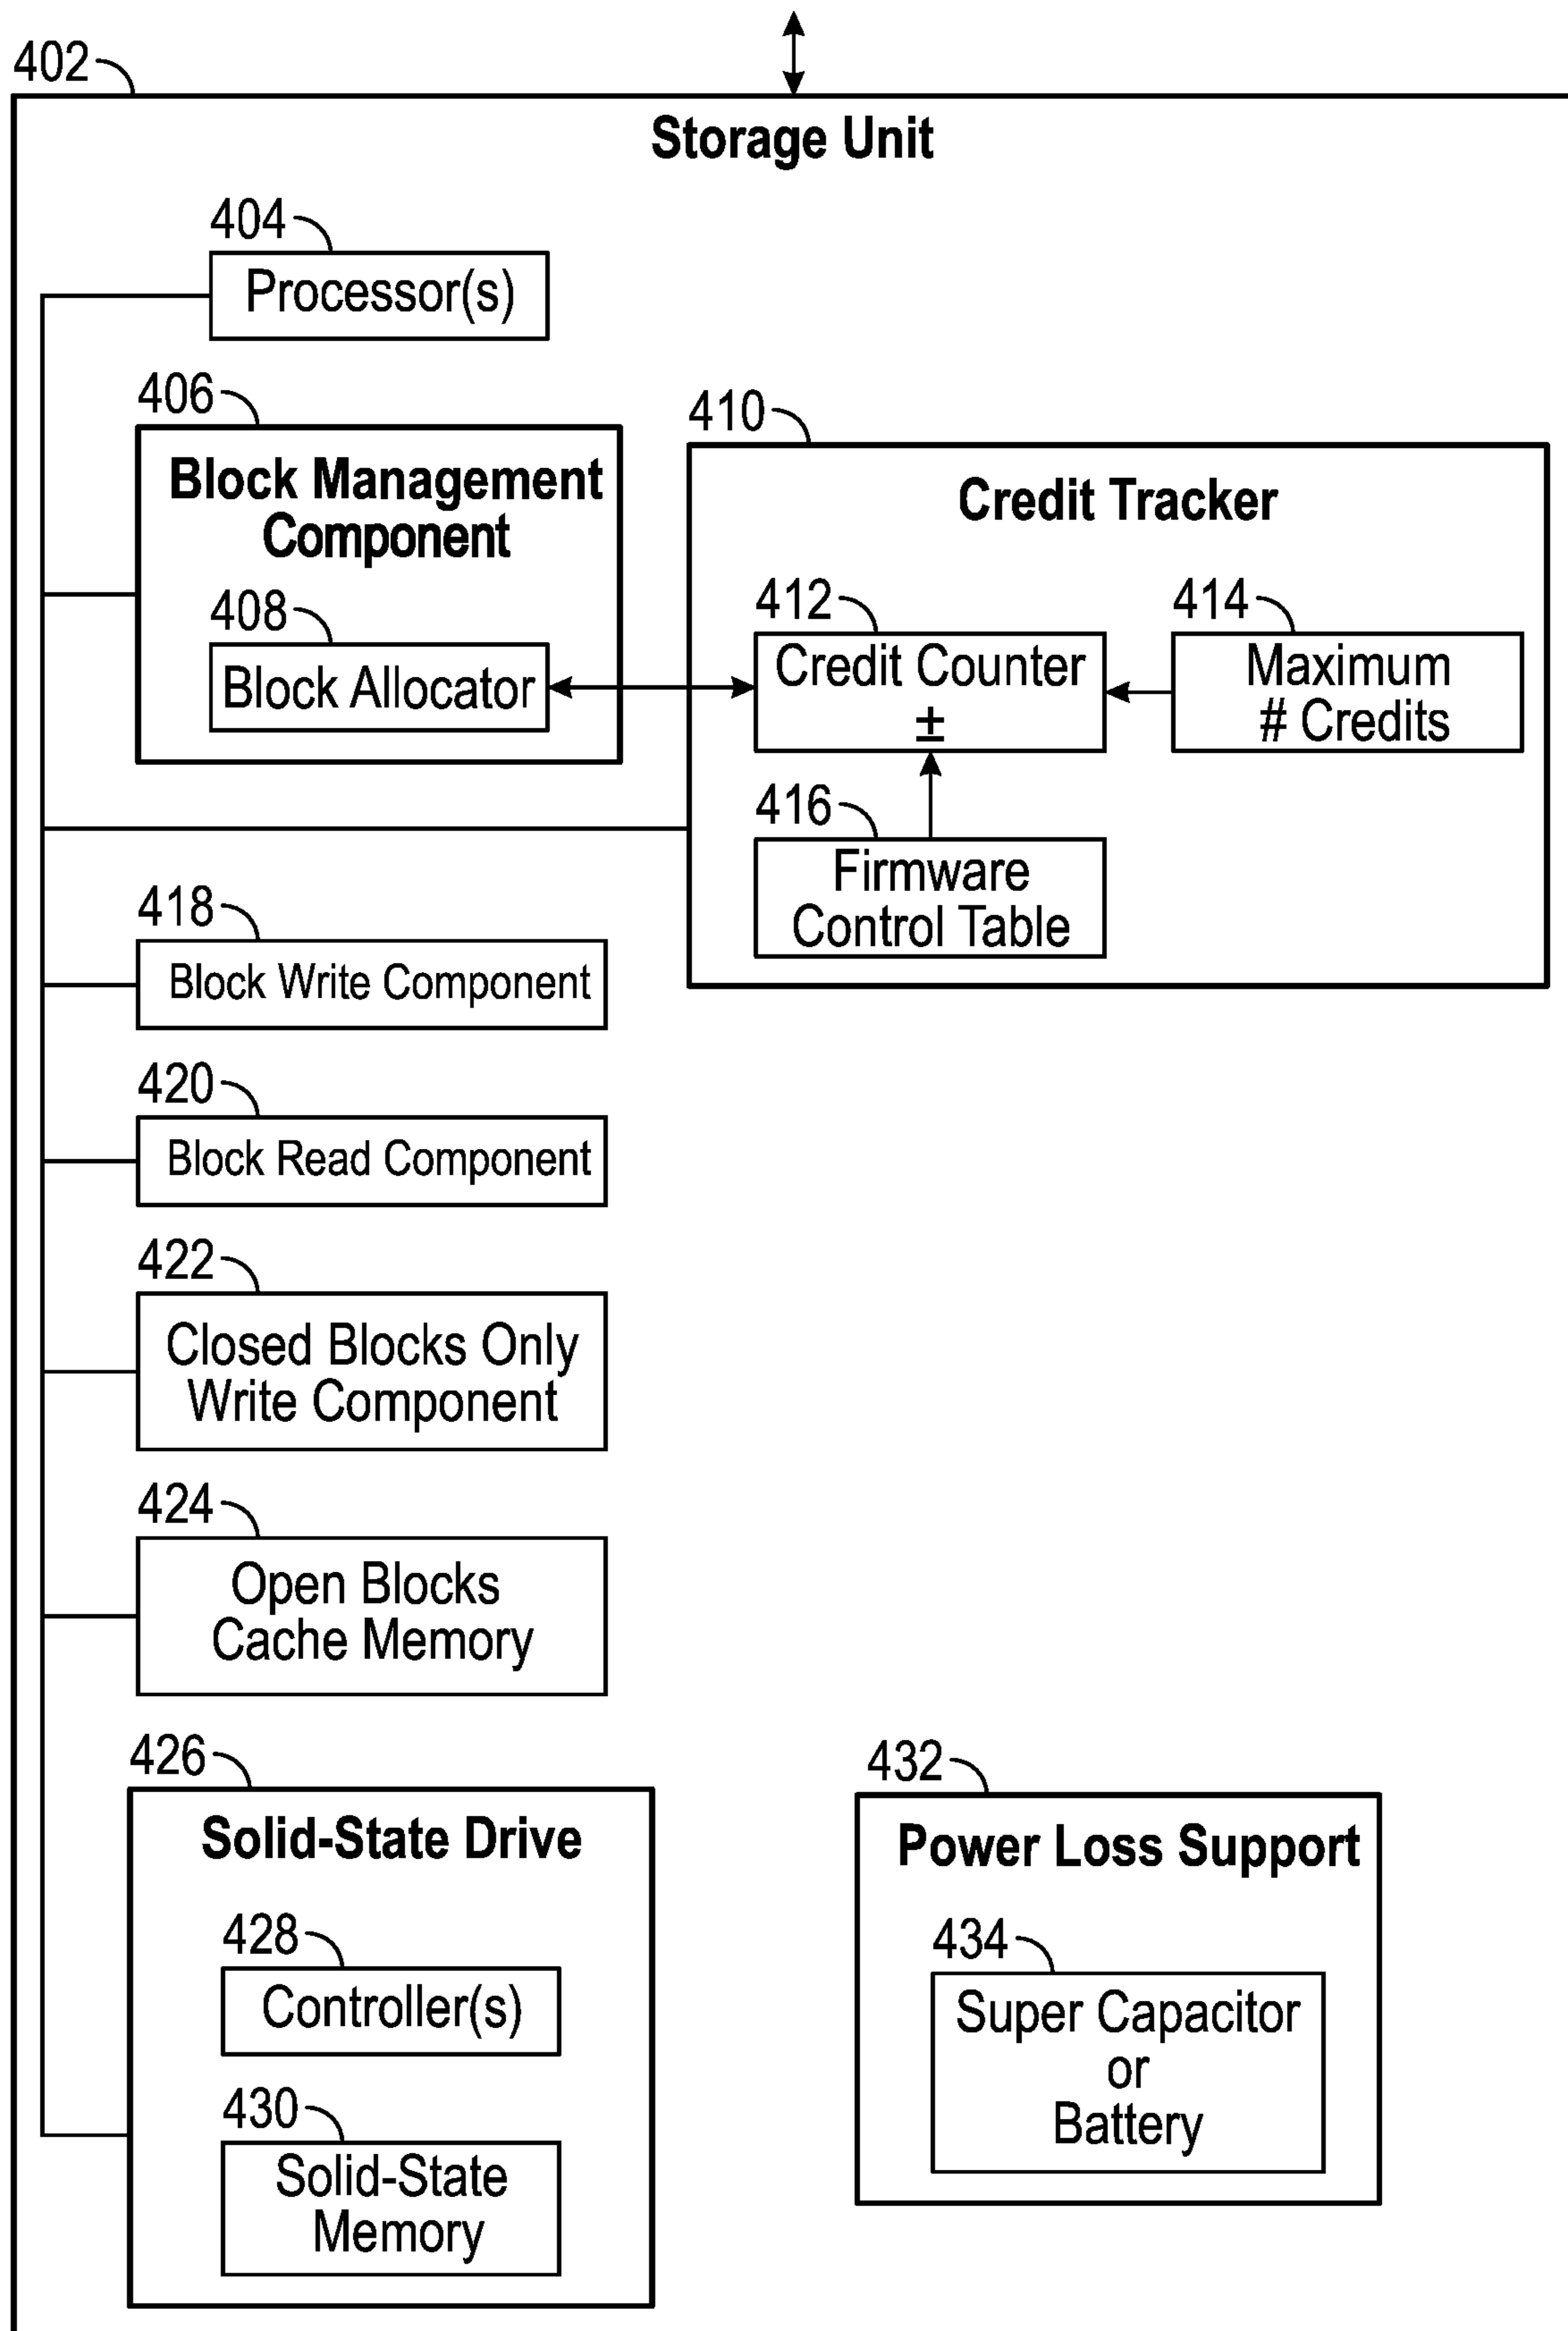 402
Storage Unit
404
Processor(s)
406
Block Management
Component
408
Block Allocator
410
Credit Tracker
412
Credit Counter
±
414
Maximum
# Credits
416
Firmware
Control Table
418
Block Write Component
420
Block Read Component
422
Closed Blocks Only
Write Component
424
Open Blocks
Cache Memory
426
Solid-State Drive
428
Controller(s)
430
Solid-State
Memory
432
Power Loss Support
434
Super Capacitor
or
Battery